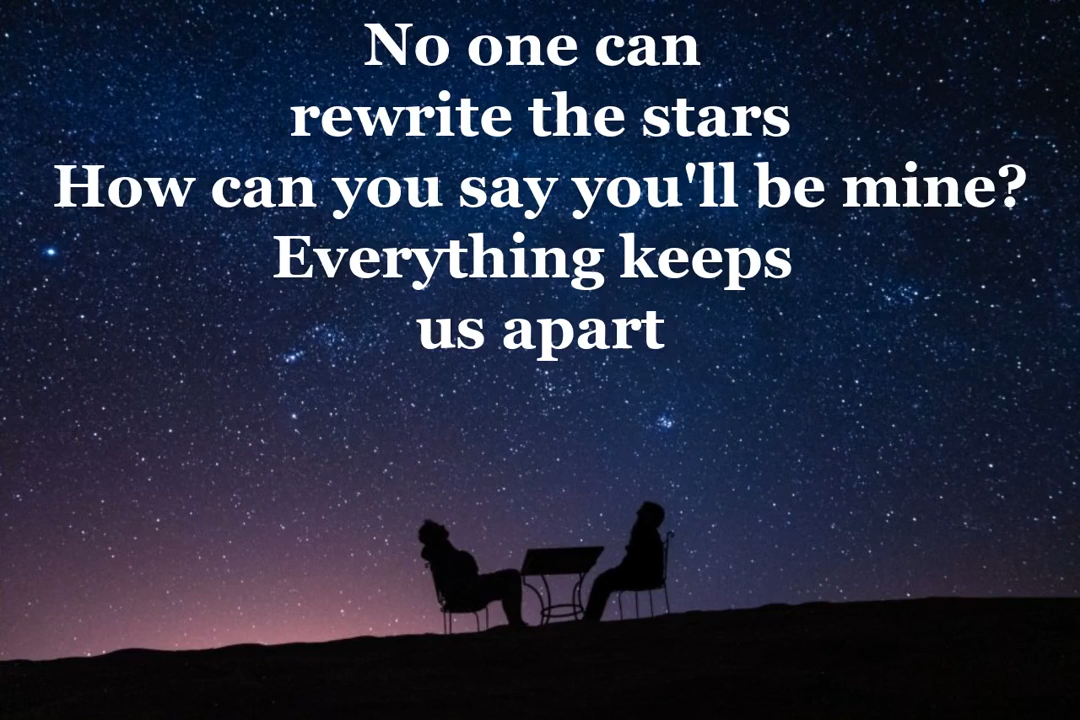 No one can
rewrite the stars
How can you say you'll be mine?
Everything keeps
us apart